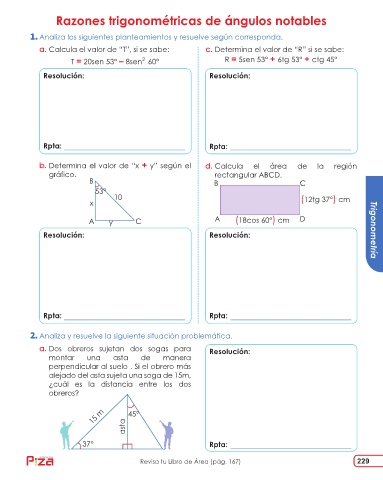 Razones trigonométricas de ángulos notables
1. Analiza los siguientes planteamientos y resuelve según corresponda.
a. Calcula el valor de "T", si se sabe:
T = 20sen 53° – 8sen² 60°
Resolución:
Rpta:
c. Determina el valor de "R" si se sabe:
R = 5sen 53° + 6tg 53° + ctg 45°
Resolución:
Rpta:
b. Determina el valor de "x + y" según el
gráfico.
B
53°
10
x
A y C
Resolución:
Rpta:
d. Calcula el área de la región
rectangular ABCD.
B C
(12tg 37°) cm
A (18cos 60°) cm D
Resolución:
Rpta:
Trigonometría
2. Analiza y resuelve la siguiente situación problemática.
a. Dos obreros sujetan dos sogas para
montar una asta de manera
perpendicular al suelo . Si el obrero más
alejado del asta sujeta una soga de 15m,
¿cuál es la distancia entre los dos
obreros?
15 m
45°
asta
37°
Resolución:
Rpta:
Piza
Revisa tu Libro de Área (pág. 167)
229